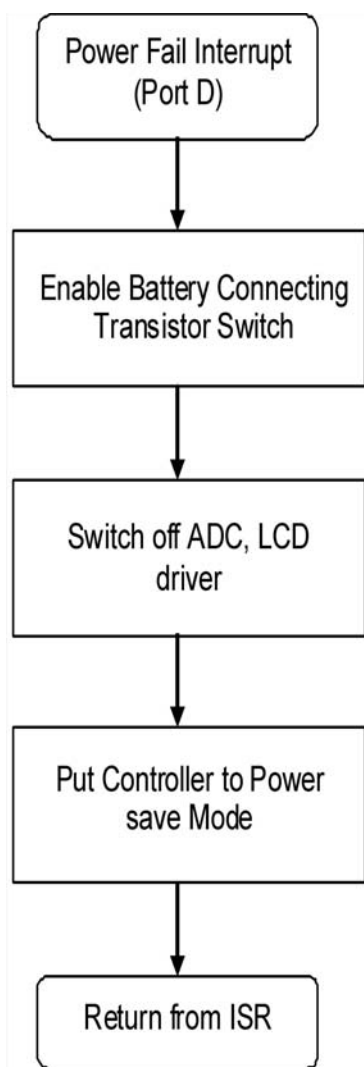 Power Fail Interrupt
(Port D)
Enable Battery Connecting
Transistor Switch
Switch off ADC, LCD
driver
Put Controller to Power
save Mode
Return from ISR